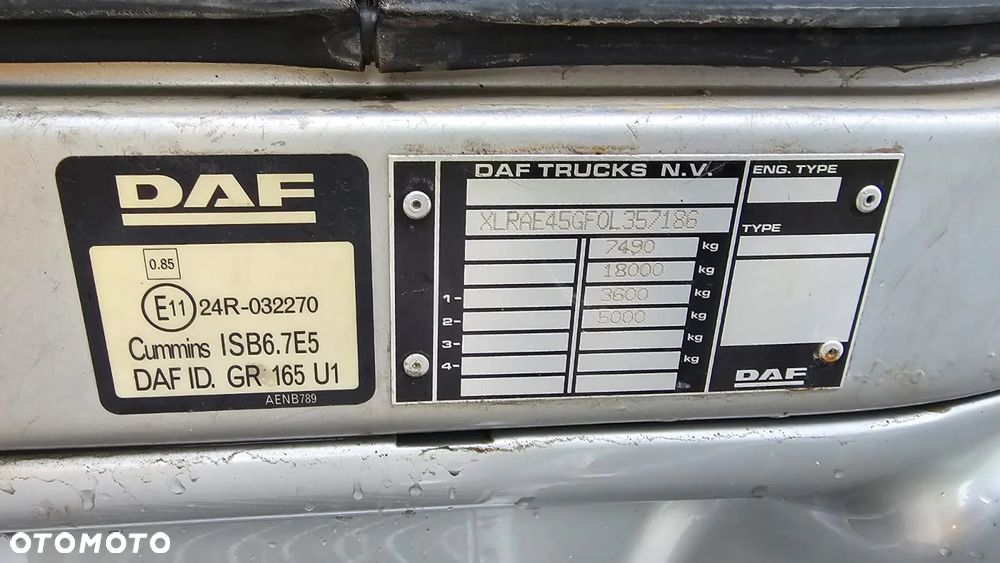 DAF
0.85
E11 24R-032270
Cummins ISB6.7E5
DAF ID. GR 165 U1
AENB789
DAF TRUCKS N.V.
XLRAE45GF0L357186
7490 kg
18000 kg
1- 3600 kg
2- 5000 kg
3- kg
4- kg
ENG. TYPE
TYPE
DAF
OTOMOTO